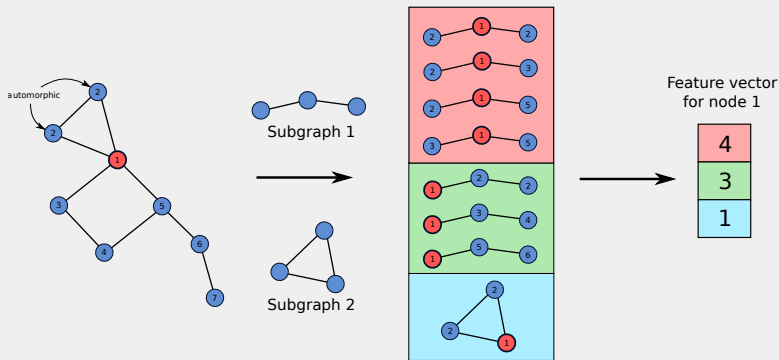 automorphic
2
2
1
3
5
4
6
7
Subgraph 1
Subgraph 2
2 1 2
2 1 3
2 1 5
3 1 5
1 2 2
1 3 4
1 5 6
2
2
1
Feature vector
for node 1
4
3
1